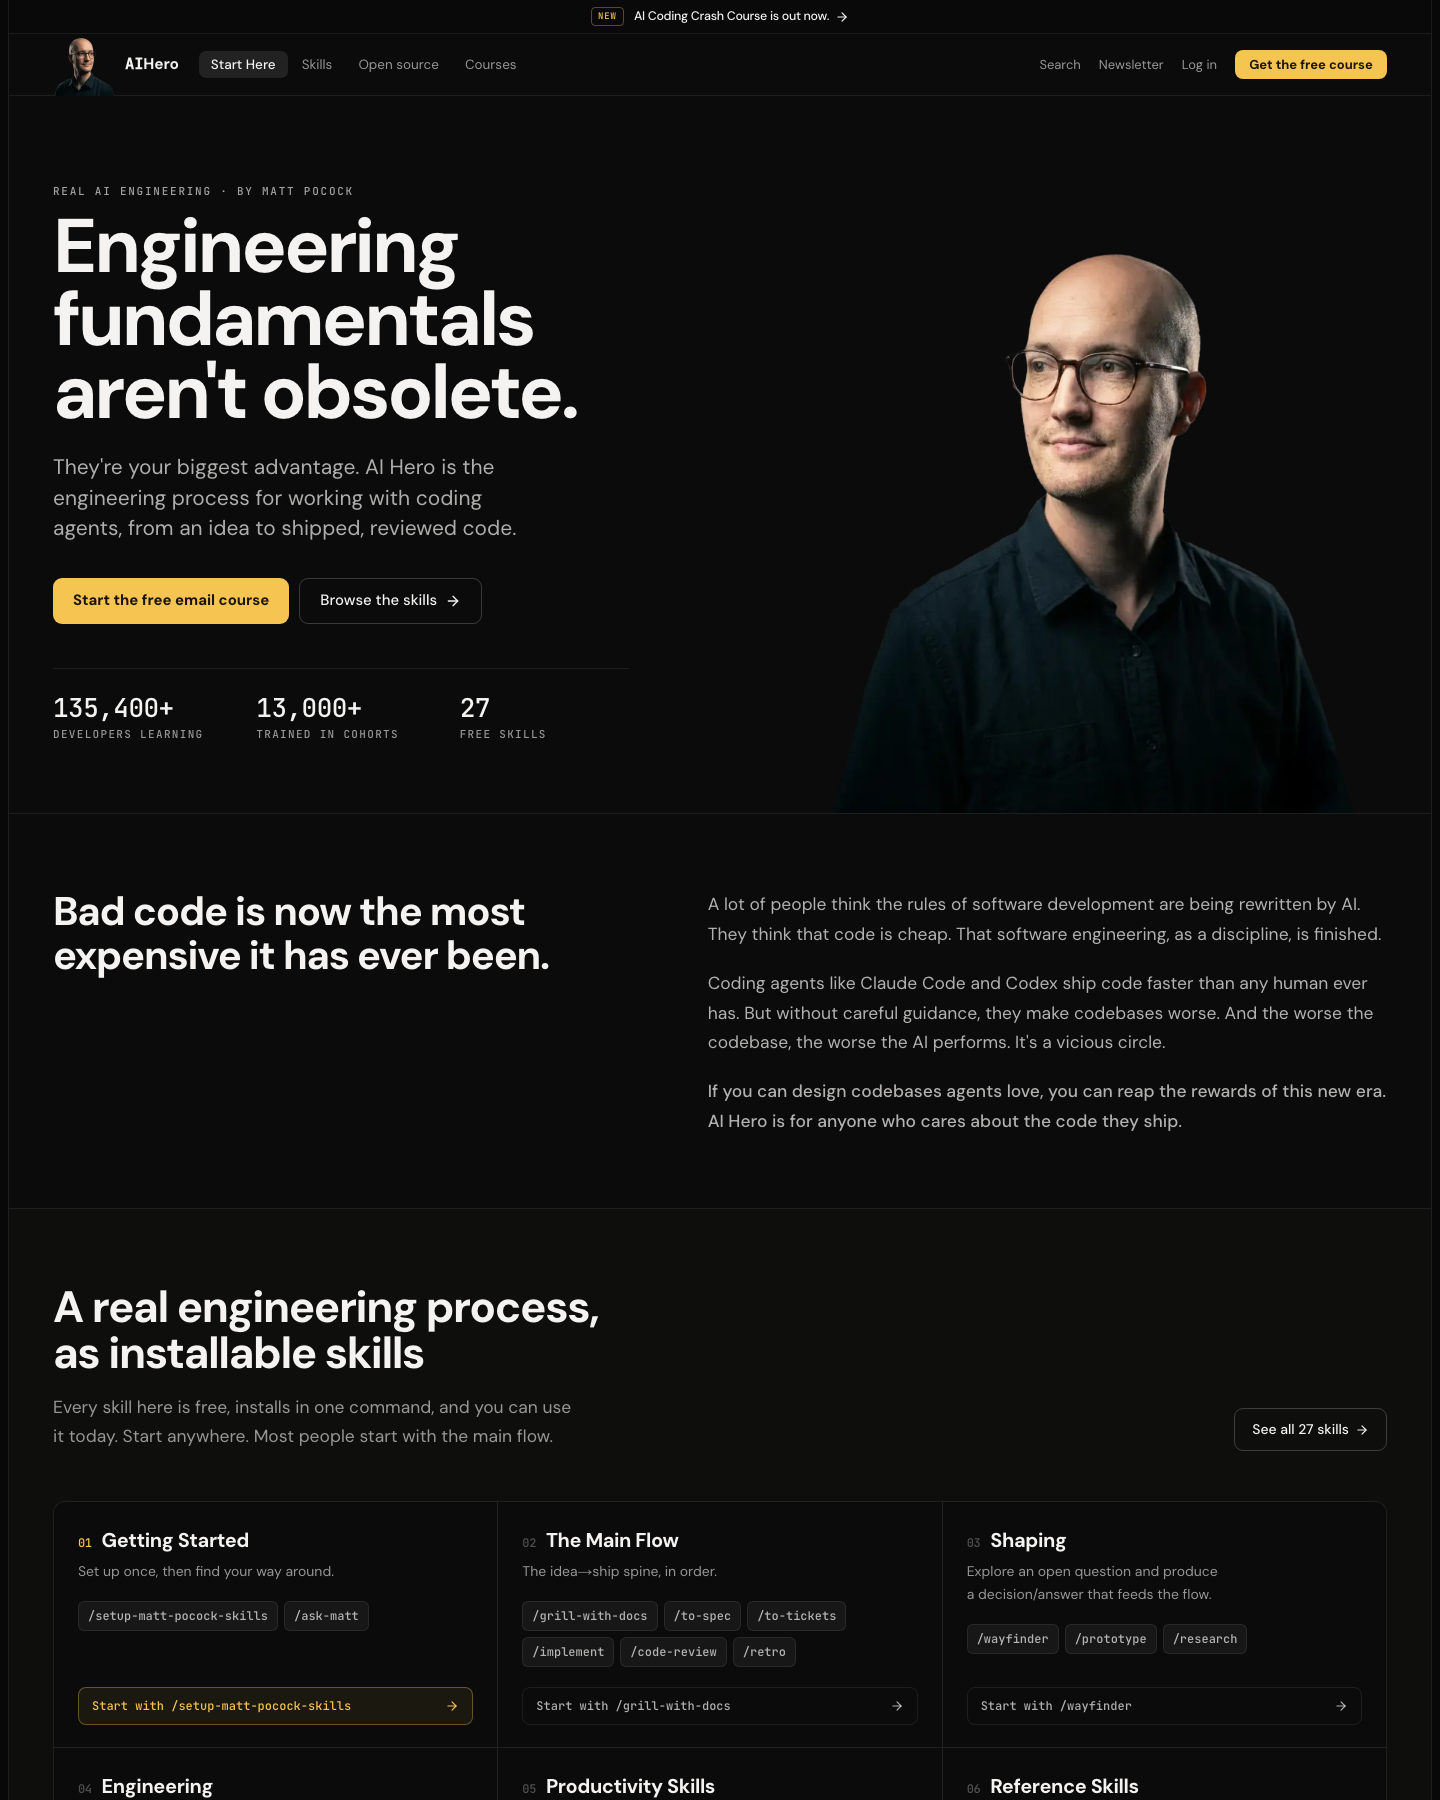 NEW AI Coding Crash Course is out now. →
AIHero Start Here Skills Open source Courses Search Newsletter Log in Get the free course
REAL AI ENGINEERING · BY MATT POCOCK
Engineering
fundamentals
aren't obsolete.
They're your biggest advantage. AI Hero is the
engineering process for working with coding
agents, from an idea to shipped, reviewed code.
Start the free email course Browse the skills →
135,400+ 13,000+ 27
DEVELOPERS LEARNING TRAINED IN COHORTS FREE SKILLS
Bad code is now the most
expensive it has ever been.
A lot of people think the rules of software development are being rewritten by AI.
They think that code is cheap. That software engineering, as a discipline, is finished.
Coding agents like Claude Code and Codex ship code faster than any human ever
has. But without careful guidance, they make codebases worse. And the worse the
codebase, the worse the AI performs. It's a vicious circle.
If you can design codebases agents love, you can reap the rewards of this new era.
AI Hero is for anyone who cares about the code they ship.
A real engineering process,
as installable skills
Every skill here is free, installs in one command, and you can use
it today. Start anywhere. Most people start with the main flow.
See all 27 skills →
01 Getting Started
Set up once, then find your way around.
/setup-matt-pocock-skills /ask-matt
Start with /setup-matt-pocock-skills →
02 The Main Flow
The idea→ship spine, in order.
/grill-with-docs /to-spec /to-tickets
/implement /code-review /retro
Start with /grill-with-docs →
03 Shaping
Explore an open question and produce
a decision/answer that feeds the flow.
/wayfinder /prototype /research
Start with /wayfinder →
04 Engineering
05 Productivity Skills
06 Reference Skills